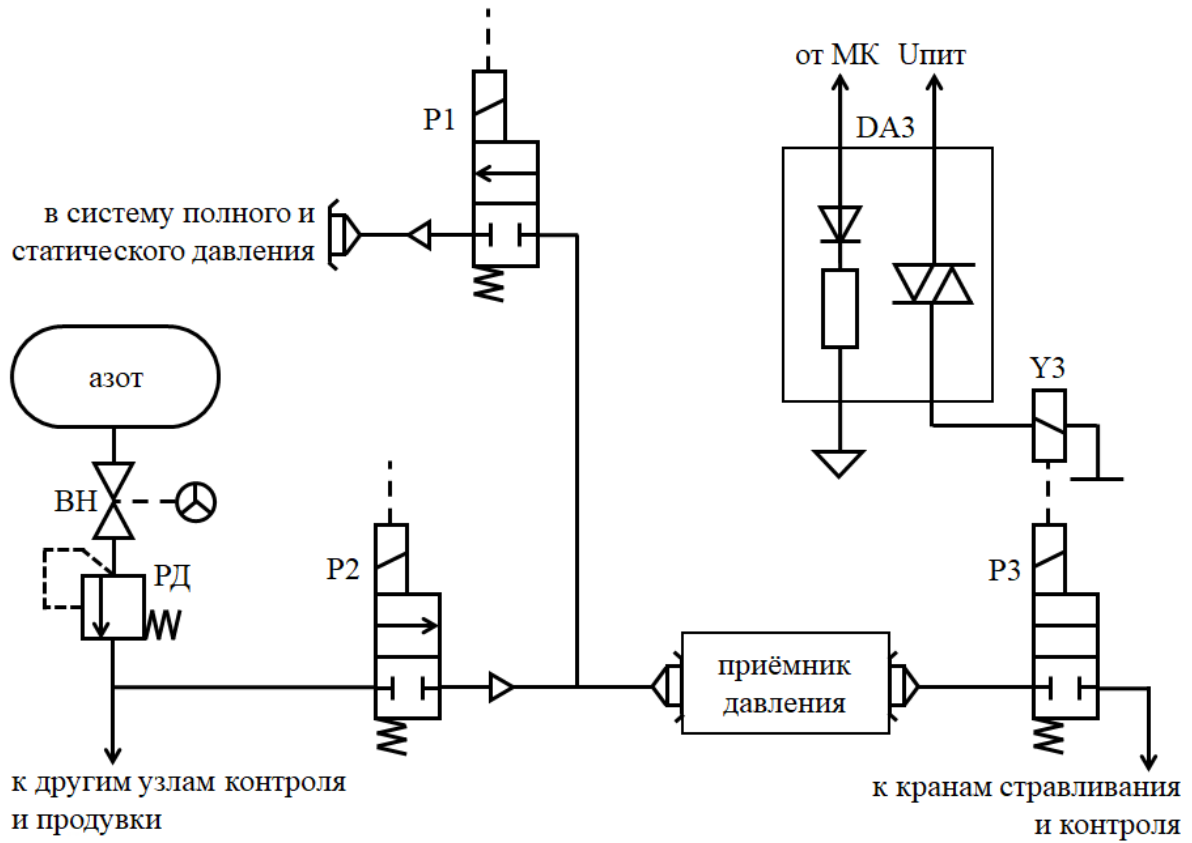 от МК Uпит
P1
DA3
в систему полного и
статического давления
азот
Y3
ВН
P2
РД
P3
приёмник
давления
к другим узлам контроля
и продувки
к кранам стравливания
и контроля